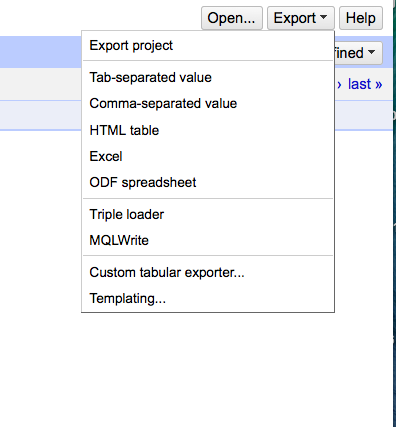 Open... Export Help
Export project
fined
Tab-separated value
› last »
Comma-separated value
HTML table
Excel
ODF spreadsheet
Triple loader
MQLWrite
Custom tabular exporter...
Templating...